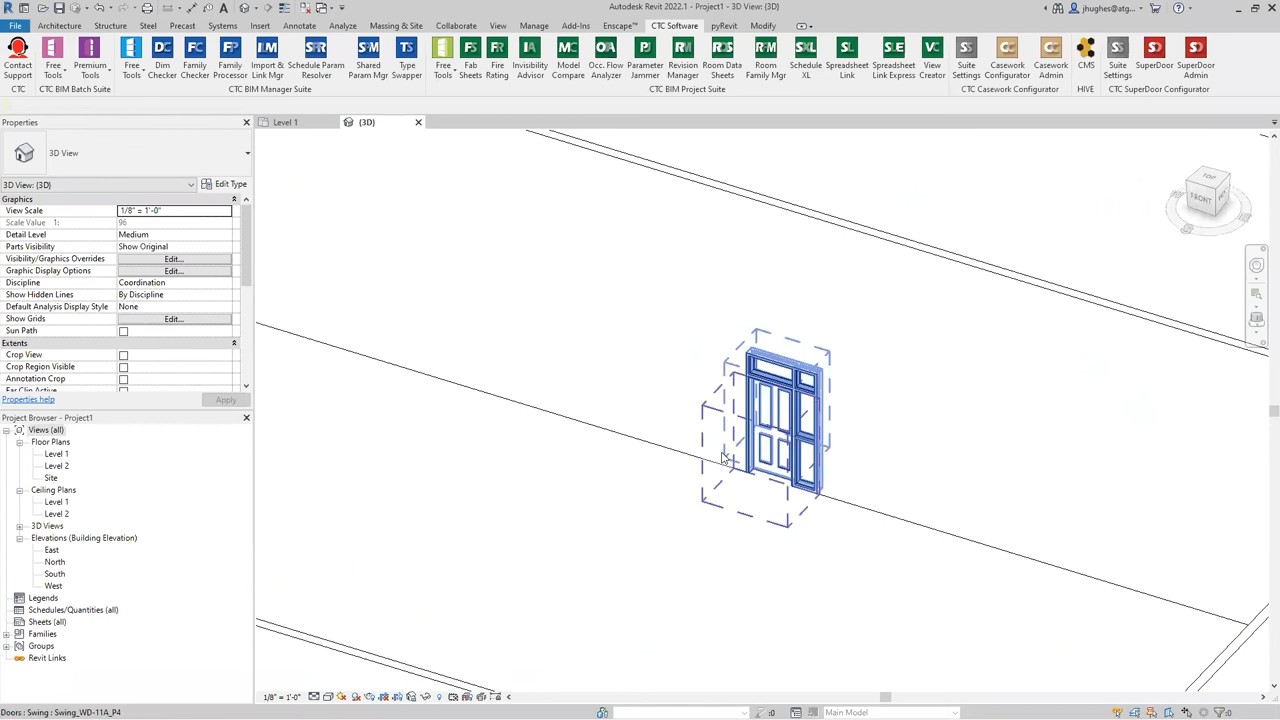 Autodesk Revit 2022.1 - Project1 - 3D View: {3D}
jhughes@atg...
File Architecture Structure Steel Precast Systems Insert Annotate Analyze Massing & Site Collaborate View Manage Add-Ins Enscape™ CTC Software pyRevit Modify
Contact Support
Free Tools
Premium Tools
Free Tools
Dim Checker
Family Checker
Family Processor
Import & Link Mgr
Schedule Param Resolver
Shared Param Mgr
Type Swapper
Free Tools
Fab Sheets
Fire Rating
Invisibility Advisor
Model Compare
Occ. Flow Analyzer
Parameter Jammer
Revision Manager
Room Data Sheets
Room Family Mgr
Schedule XL
Spreadsheet Link
Spreadsheet Link Express
View Creator
Suite Settings
Casework Configurator
Casework Admin
CMS
Suite Settings
SuperDoor
SuperDoor Admin
CTC CTC BIM Batch Suite CTC BIM Manager Suite CTC BIM Project Suite CTC Casework Configurator HIVE CTC SuperDoor Configurator
Properties
Level 1
{3D}
3D View
3D View: {3D}
Edit Type
Graphics
View Scale 1/8" = 1'-0"
Scale Value 1: 96
Detail Level Medium
Parts Visibility Show Original
Visibility/Graphics Overrides Edit...
Graphic Display Options Edit...
Discipline Coordination
Show Hidden Lines By Discipline
Default Analysis Display Style None
Show Grids Edit...
Sun Path
Extents
Crop View
Crop Region Visible
Annotation Crop
Far Clip Active
Properties help
Apply
Project Browser - Project1
Views (all)
Floor Plans
Level 1
Level 2
Site
Ceiling Plans
Level 1
Level 2
3D Views
Elevations (Building Elevation)
East
North
South
West
Legends
Schedules/Quantities (all)
Sheets (all)
Families
Groups
Revit Links
TOP
FRONT
1/8" = 1'-0"
Doors : Swing : Swing_WD-11A_P4
:0
Main Model
:0